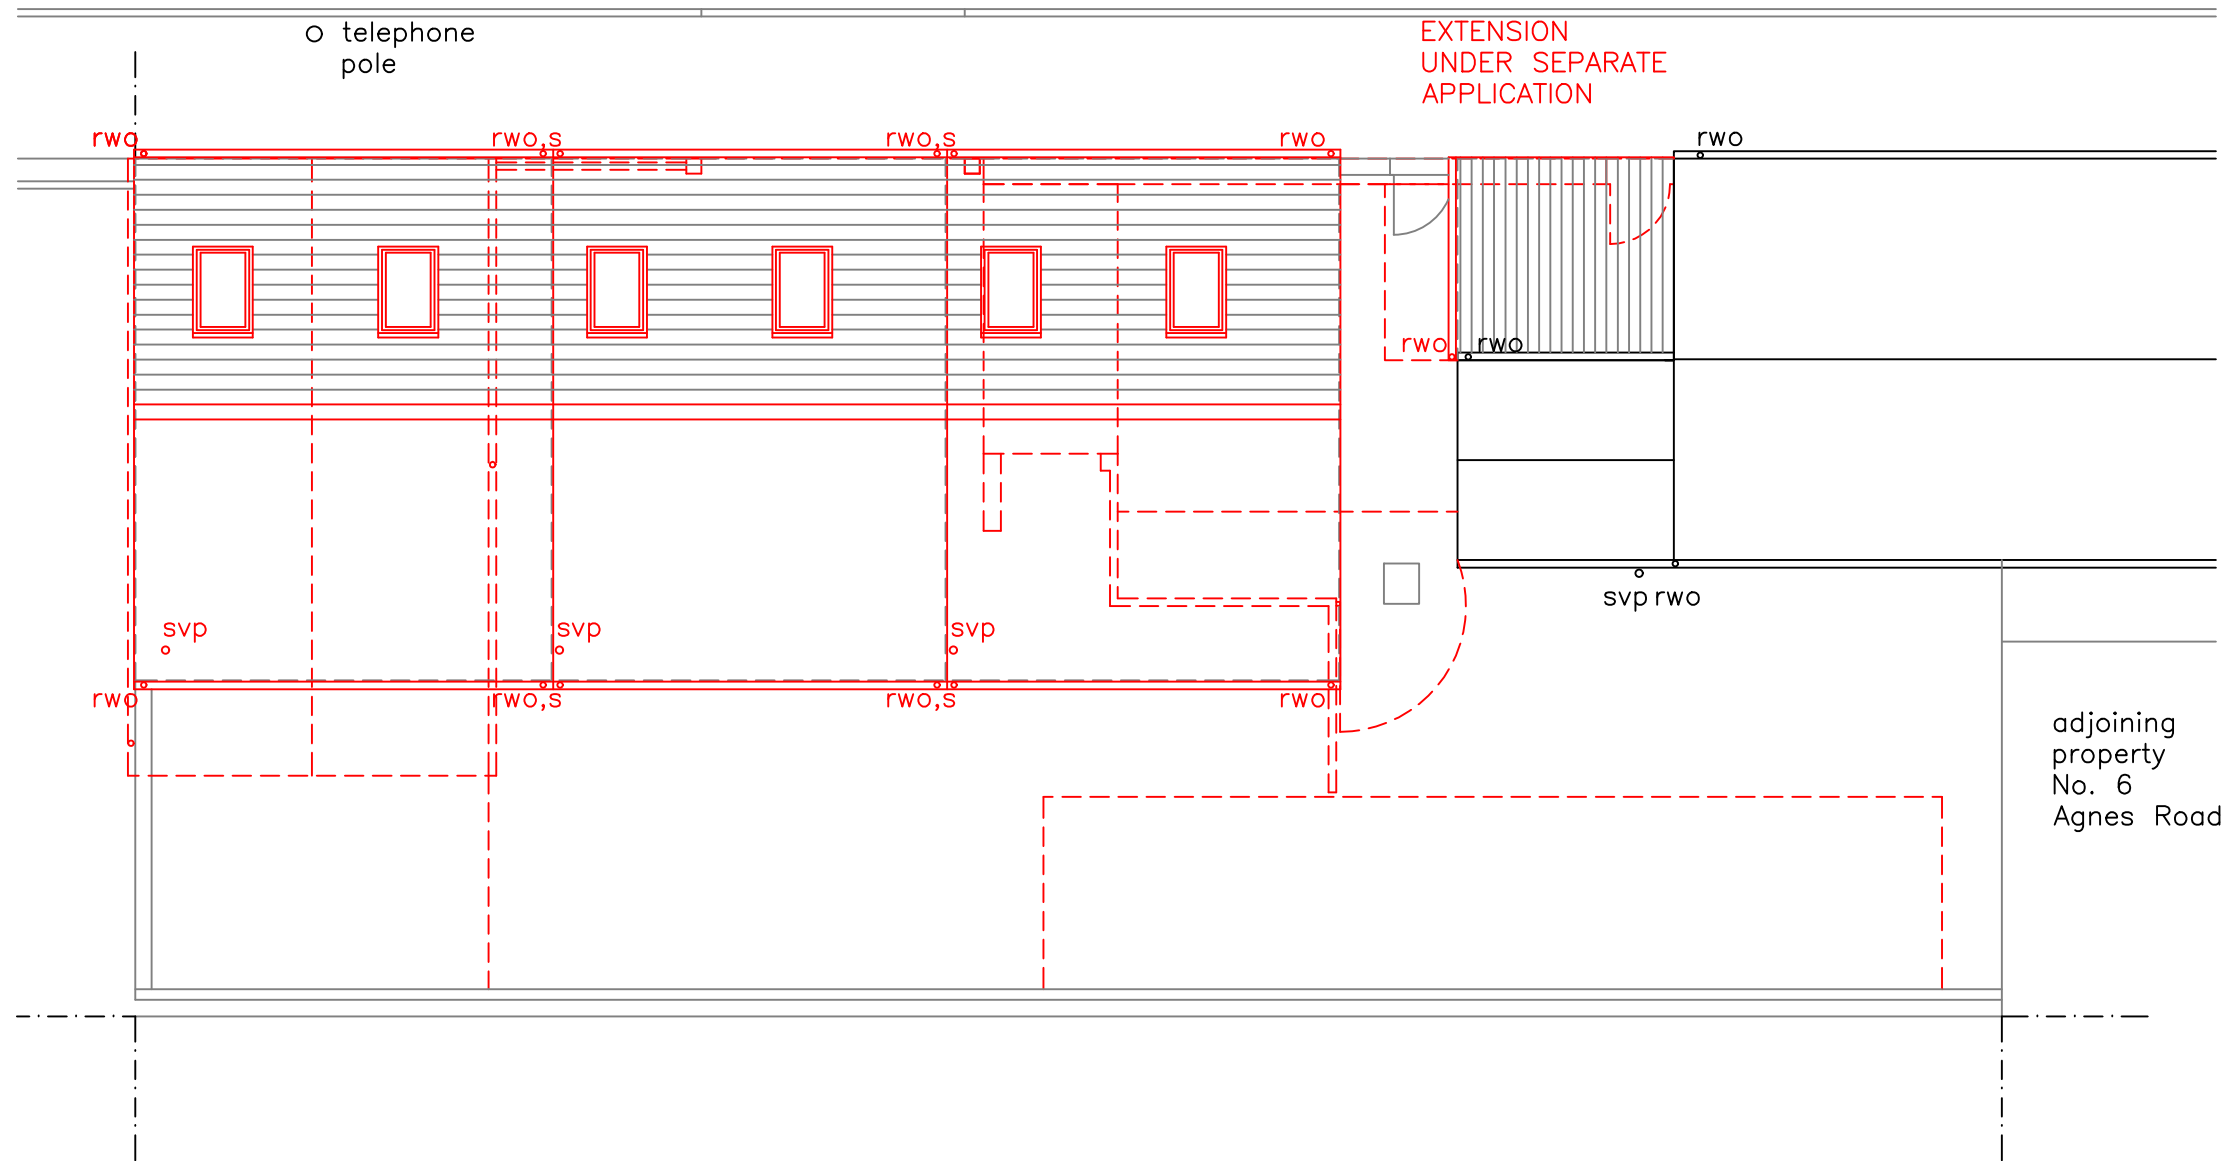 telephone
pole
EXTENSION
UNDER SEPARATE
APPLICATION
rwo
rwo,s
rwo,s
rwo
rwo
rwo
rwo
svp
rwo
svp
svp
svp
rwo
rwo,s
rwo,s
rwo
adjoining
property
No. 6
Agnes Road